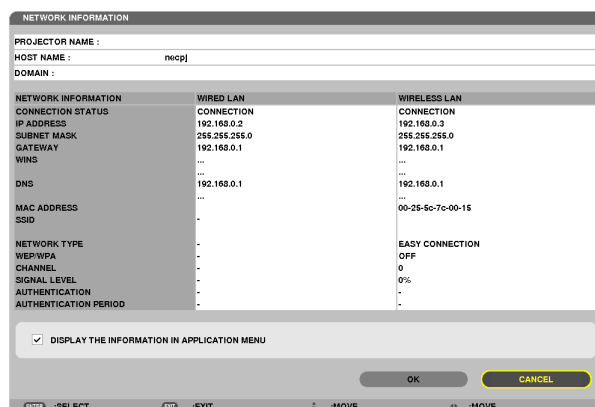 NETWORK INFORMATION
PROJECTOR NAME :
HOST NAME : necpj
DOMAIN :
NETWORK INFORMATION WIRED LAN WIRELESS LAN
CONNECTION STATUS CONNECTION CONNECTION
IP ADDRESS 192.168.0.2 192.168.0.3
SUBNET MASK 255.255.255.0 255.255.255.0
GATEWAY 192.168.0.1 192.168.0.1
WINS ... ...
... ...
DNS 192.168.0.1 192.168.0.1
... ...
MAC ADDRESS 00-25-5c-7c-00-15
SSID -
NETWORK TYPE - EASY CONNECTION
WEP/WPA - OFF
CHANNEL - 0
SIGNAL LEVEL - 0%
AUTHENTICATION - -
AUTHENTICATION PERIOD - -
DISPLAY THE INFORMATION IN APPLICATION MENU
OK CANCEL
ENTER :SELECT EXIT :EXIT :MOVE :MOVE